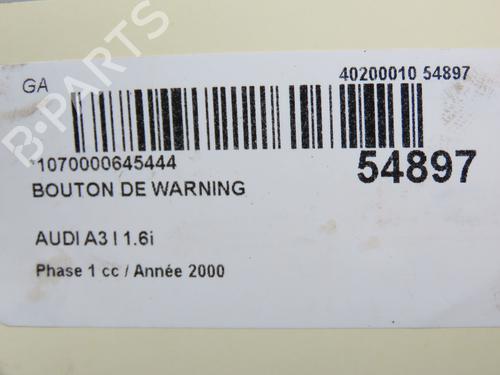 GA
40200010 54897
*1070000645444
54897
BOUTON DE WARNING
AUDI A3 I 1.6i
Phase 1 cc / Année 2000
B-PARTS